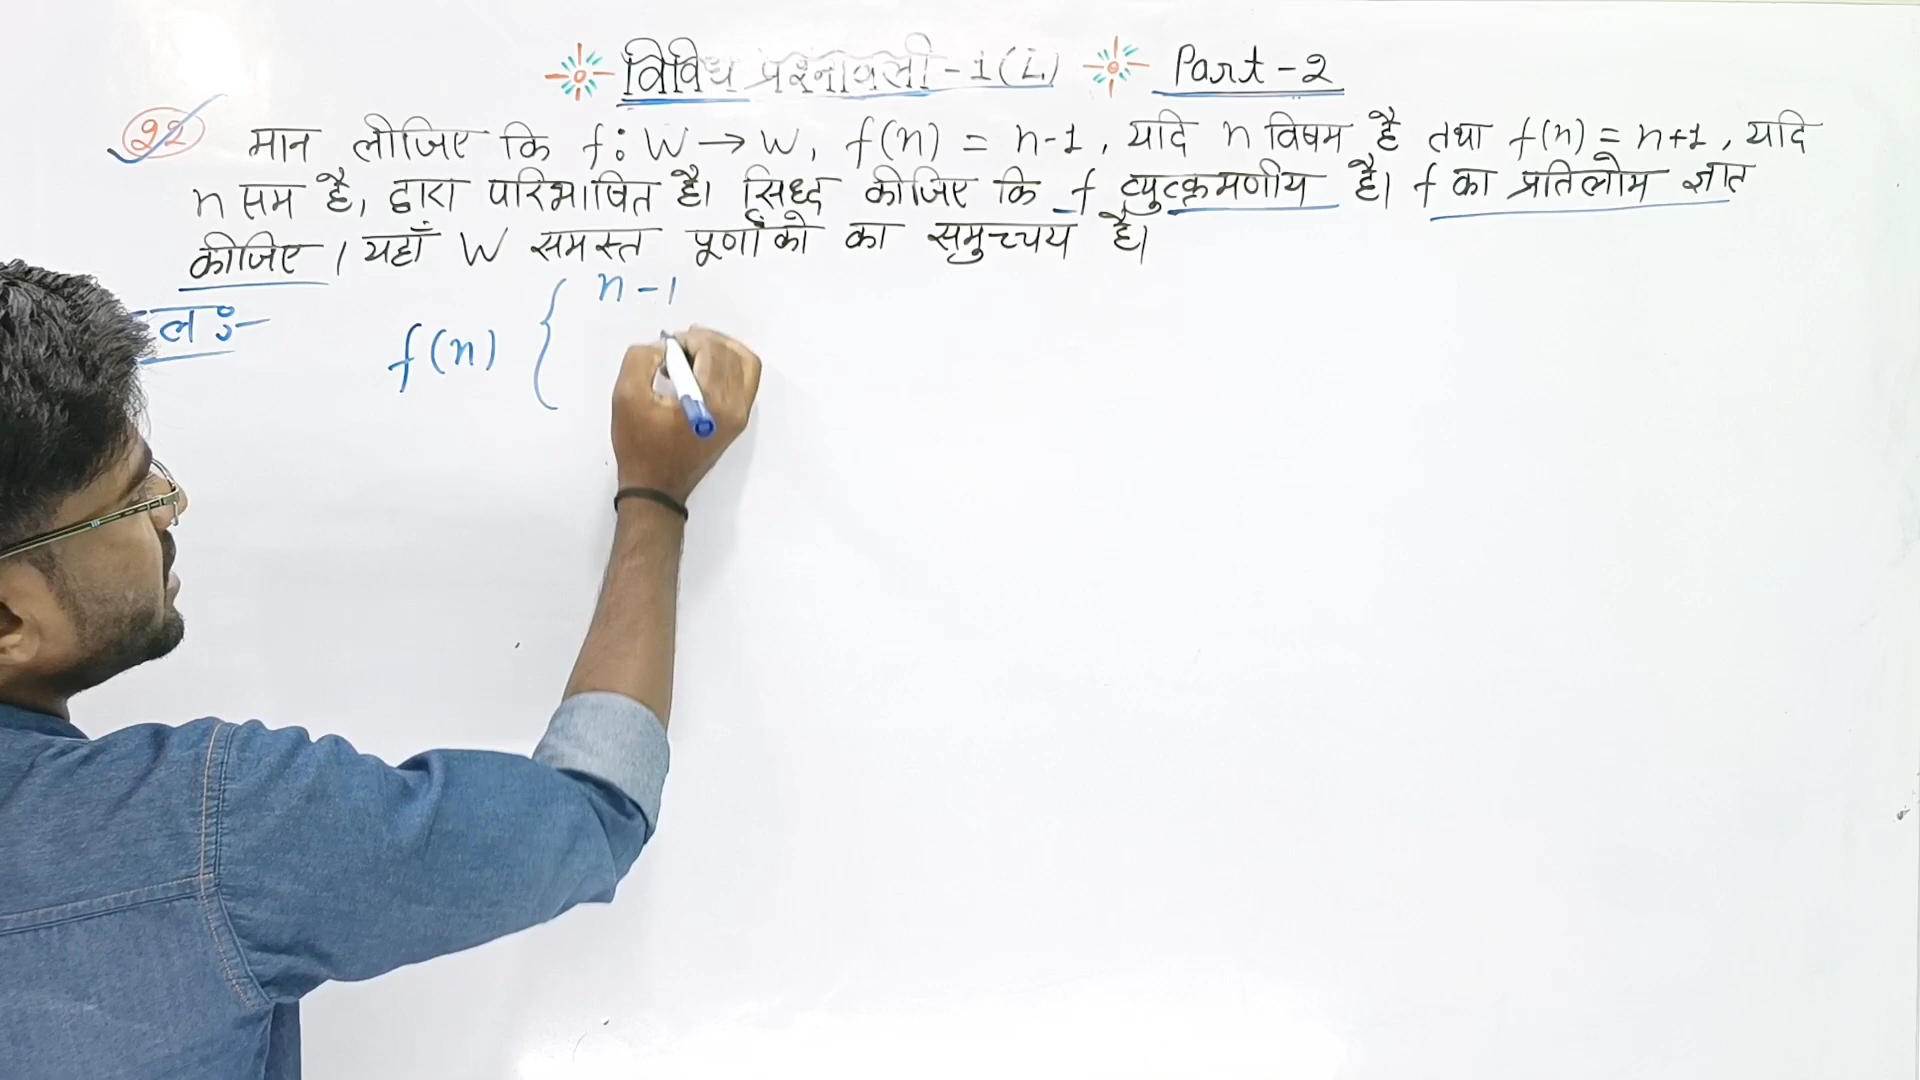 विविध प्रश्नावली - 1 (L) Part - 2
22 मान लीजिए कि f: W → W, f(n) = n-1, यदि n विषम है तथा f(n) = n+1, यदि
n सम है, द्वारा परिभाषित है। सिध्द कीजिए कि f व्युत्क्रमणीय है। f का प्रतिलोम ज्ञात
कीजिए। यहाँ W समस्त पूर्णांको का समुच्चय है।
ल :-
f(n) { n - 1